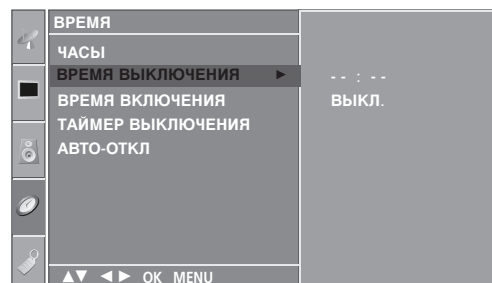 ВРЕМЯ
ЧАСЫ
ВРЕМЯ ВЫКЛЮЧЕНИЯ ► -- : --
ВРЕМЯ ВКЛЮЧЕНИЯ ВЫКЛ.
ТАЙМЕР ВЫКЛЮЧЕНИЯ
АВТО-ОТКЛ
▲▼ ◄► OK MENU